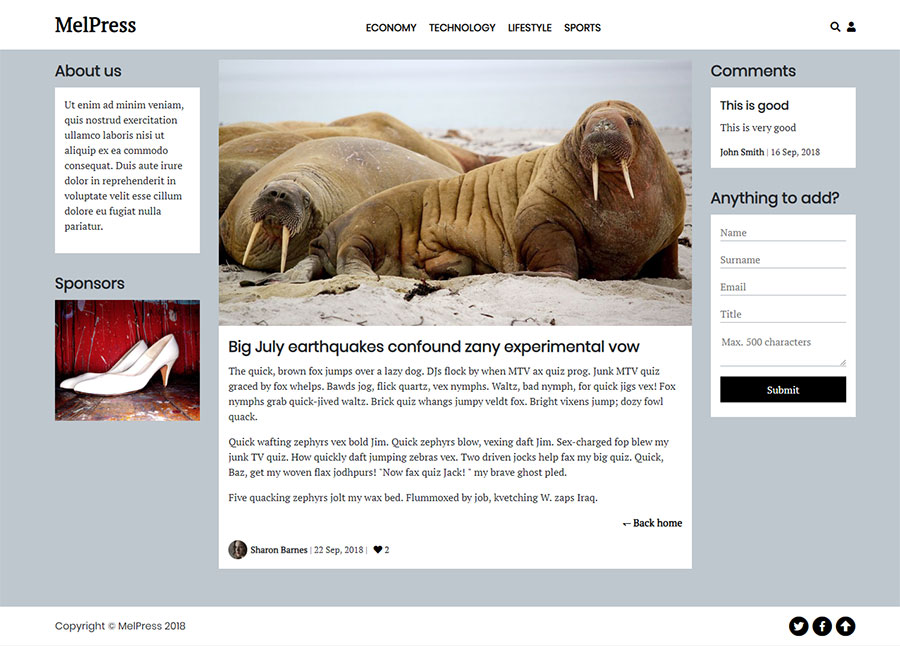 MelPress
ECONOMY TECHNOLOGY LIFESTYLE SPORTS
About us
Ut enim ad minim veniam,
quis nostrud exercitation
ullamco laboris nisi ut
aliquip ex ea commodo
consequat. Duis aute irure
dolor in reprehenderit in
voluptate velit esse cillum
dolore eu fugiat nulla
pariatur.
Sponsors
Big July earthquakes confound zany experimental vow
The quick, brown fox jumps over a lazy dog. DJs flock by when MTV ax quiz prog. Junk MTV quiz
graced by fox whelps. Bawds jog, flick quartz, vex nymphs. Waltz, bad nymph, for quick jigs vex! Fox
nymphs grab quick-jived waltz. Brick quiz whangs jumpy veldt fox. Bright vixens jump; dozy fowl
quack.
Quick wafting zephyrs vex bold Jim. Quick zephyrs blow, vexing daft Jim. Sex-charged fop blew my
junk TV quiz. How quickly daft jumping zebras vex. Two driven jocks help fax my big quiz. Quick,
Baz, get my woven flax jodhpurs! "Now fax quiz Jack! " my brave ghost pled.
Five quacking zephyrs jolt my wax bed. Flummoxed by job, kvetching W. zaps Iraq.
← Back home
Sharon Barnes | 22 Sep, 2018 | 2
Comments
This is good
This is very good
John Smith | 16 Sep, 2018
Anything to add?
Name
Surname
Email
Title
Max. 500 characters
Submit
Copyright © MelPress 2018